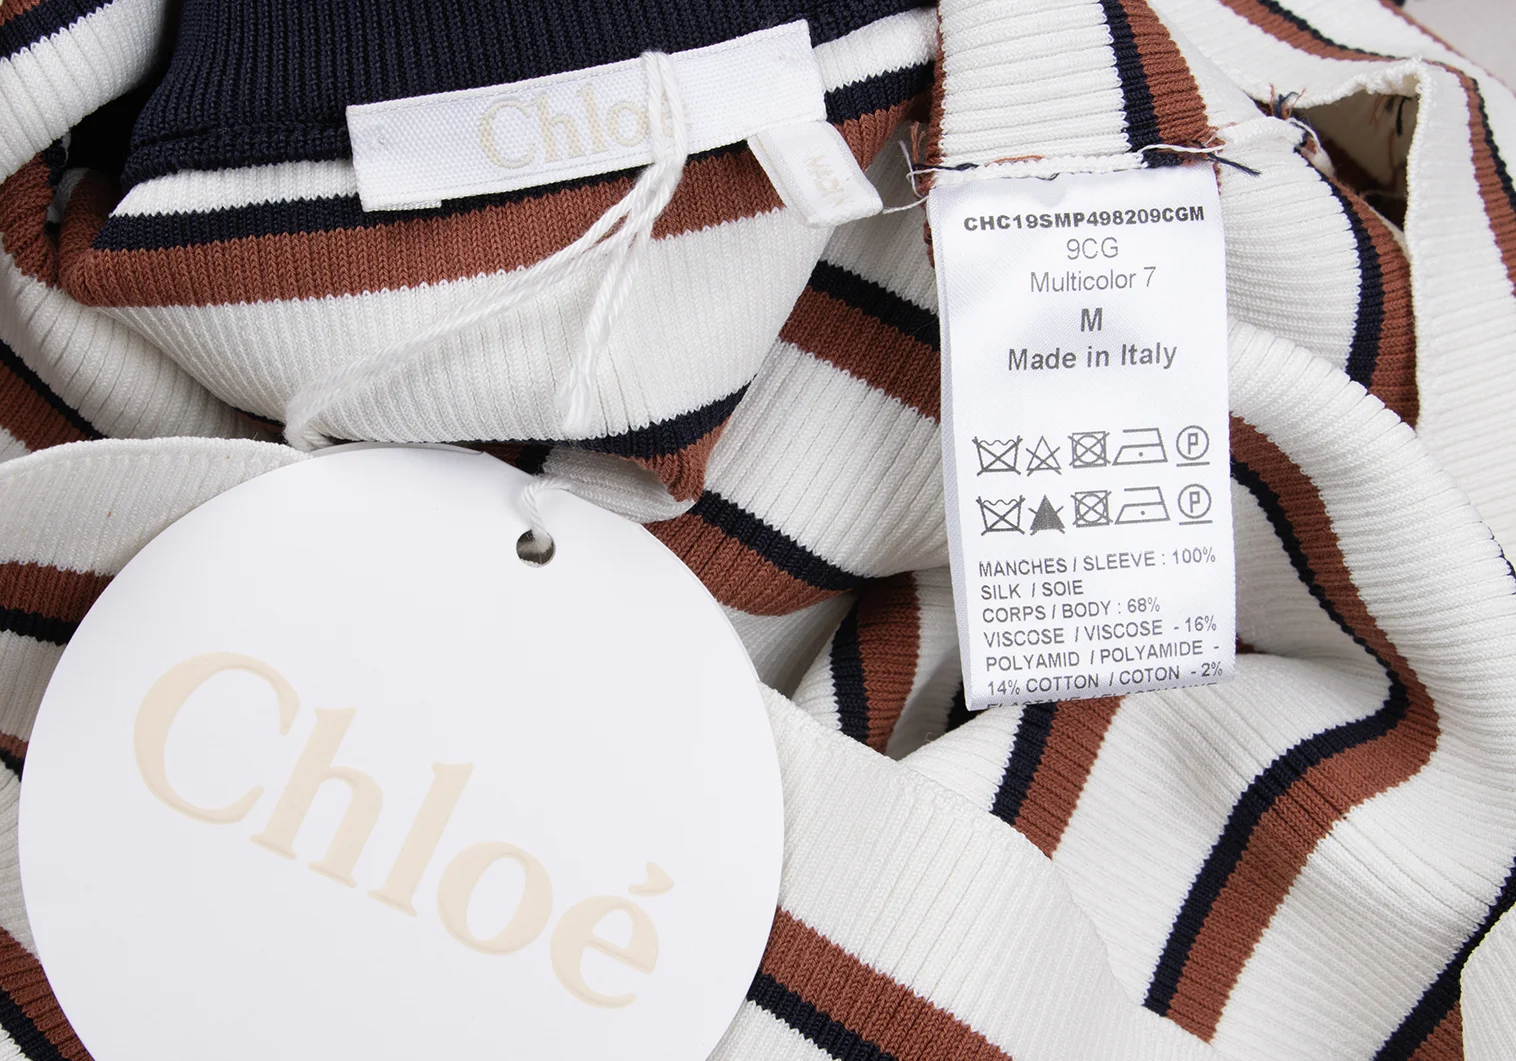 Chloé
CHC19SMP498209CGM
9CG
Multicolor 7
M
Made in Italy
P
P
MANCHES / SLEEVE : 100%
SILK / SOIE
CORPS / BODY : 68%
VISCOSE / VISCOSE - 16%
POLYAMID / POLYAMIDE -
14% COTTON / COTON - 2%
Chloé